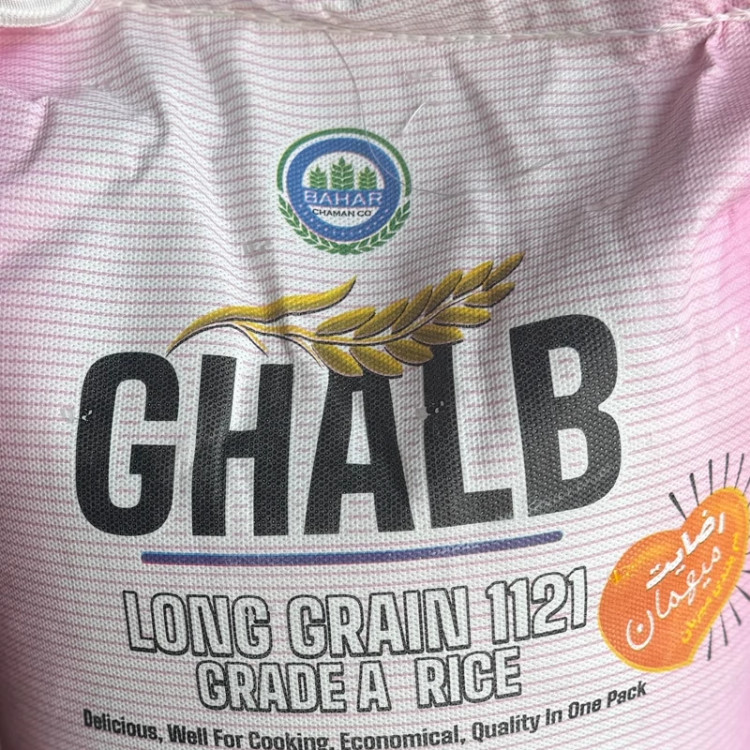 BAHAR
CHAMAN CO
GHALB
LONG GRAIN 1121
GRADE A RICE
Delicious, Well For Cooking, Economical, Quality In One Pack
رضایت
میهمان